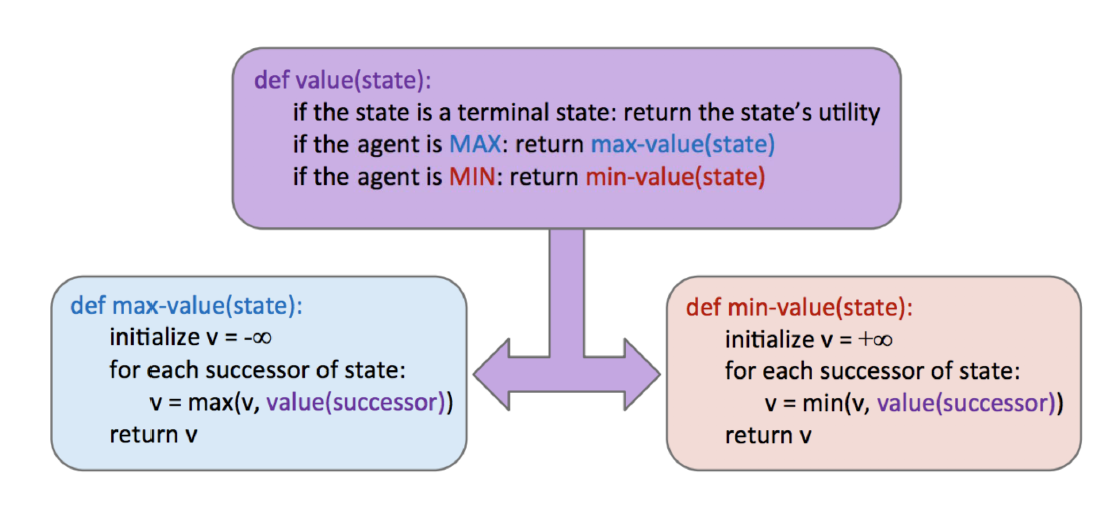 def value(state):
if the state is a terminal state: return the state’s utility
if the agent is MAX: return max-value(state)
if the agent is MIN: return min-value(state)
def max-value(state):
initialize v = -∞
for each successor of state:
v = max(v, value(successor))
return v
def min-value(state):
initialize v = +∞
for each successor of state:
v = min(v, value(successor))
return v